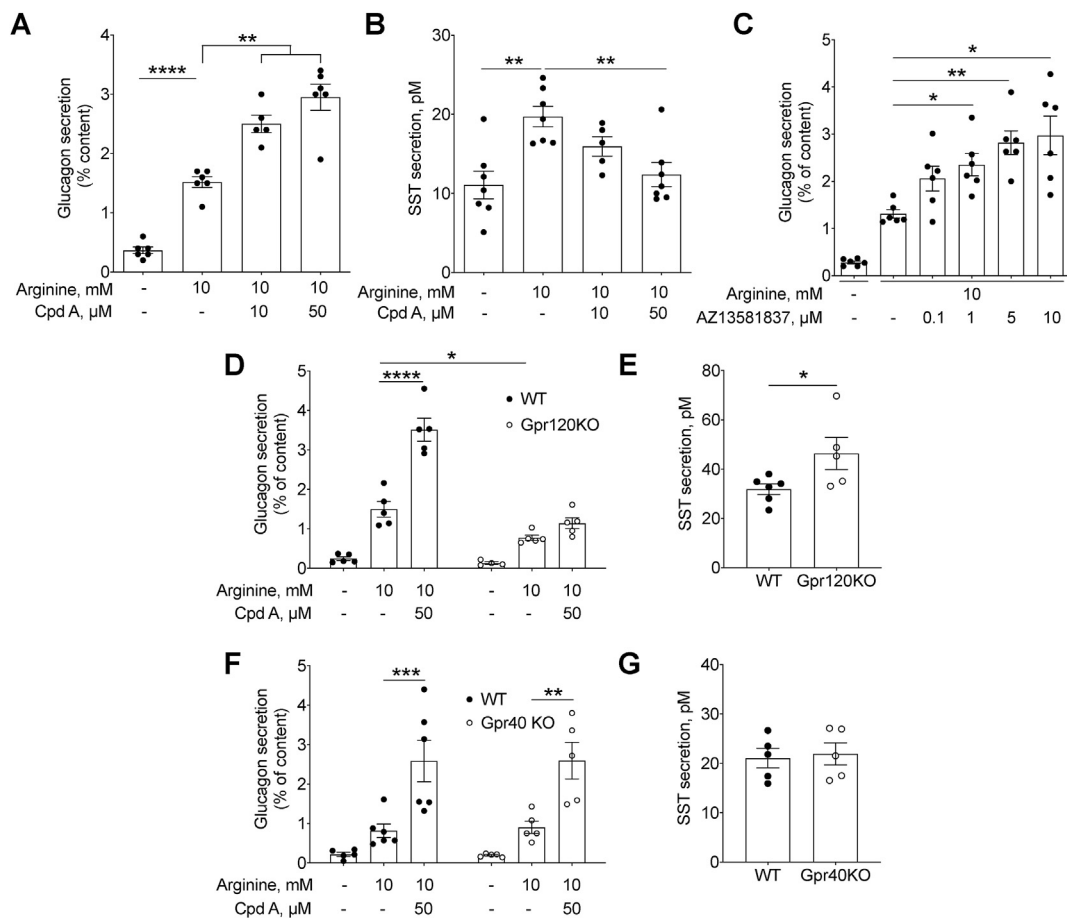 A
Glucagon secretion
(% of content)
4
3
2
1
0
****
**
Arginine, mM - 10 10 10
Cpd A, µM - - 10 50
B
SST secretion, pM
30
20
10
0
** **
Arginine, mM - 10 10 10
Cpd A, µM - - 10 50
C
Glucagon secretion
(% of content)
5
4
3
2
1
0
*
**
*
Arginine, mM - 10
AZ13581837, µM - - 0.1 1 5 10
D
Glucagon secretion
(% of content)
5
4
3
2
1
0
*
****
WT
Gpr120KO
Arginine, mM - 10 10 - 10 10
Cpd A, µM - - 50 - - 50
E
SST secretion, pM
80
60
40
20
0
*
WT Gpr120KO
F
Glucagon secretion
(% of content)
5
4
3
2
1
0
***
**
WT
Gpr40 KO
Arginine, mM - 10 10 - 10 10
Cpd A, µM - - 50 - - 50
G
SST secretion, pM
40
30
20
10
0
WT Gpr40KO